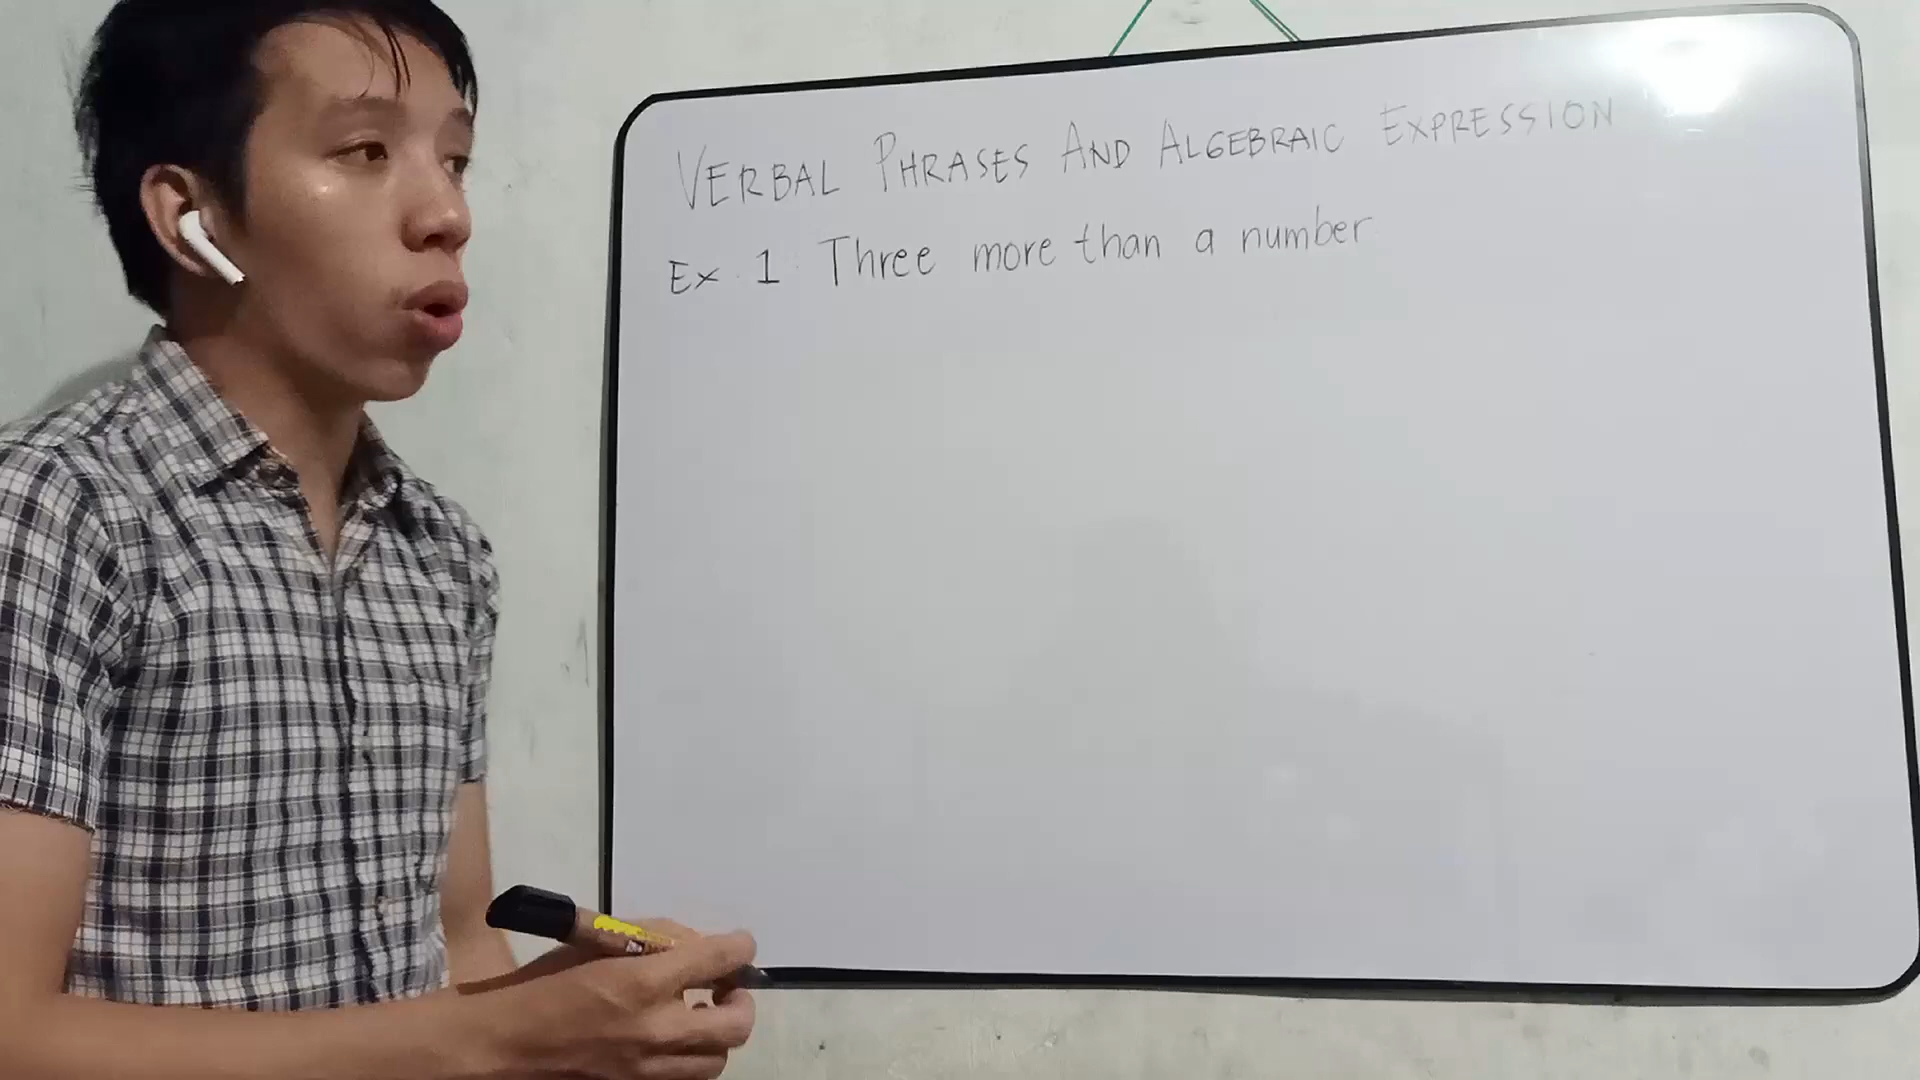 VERBAL PHRASES AND ALGEBRAIC EXPRESSION
Ex. 1 Three more than a number